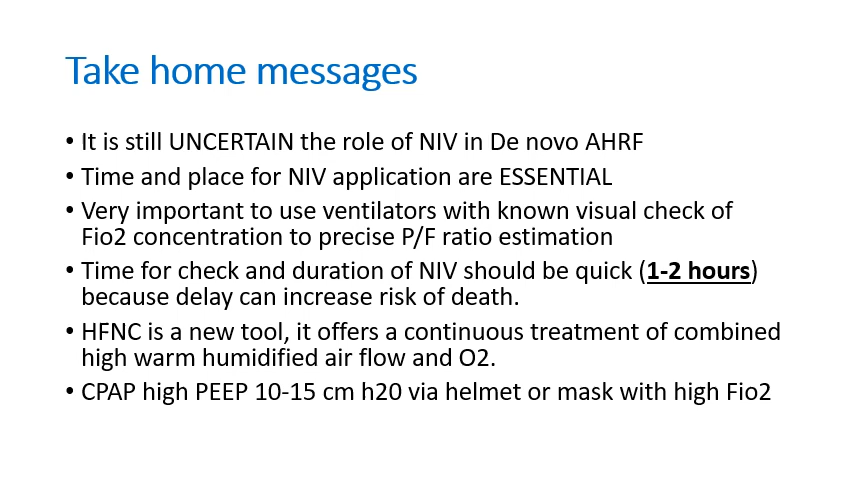 Take home messages
• It is still UNCERTAIN the role of NIV in De novo AHRF
• Time and place for NIV application are ESSENTIAL
• Very important to use ventilators with known visual check of
Fio2 concentration to precise P/F ratio estimation
• Time for check and duration of NIV should be quick (1-2 hours)
because delay can increase risk of death.
• HFNC is a new tool, it offers a continuous treatment of combined
high warm humidified air flow and O2.
• CPAP high PEEP 10-15 cm h20 via helmet or mask with high Fio2